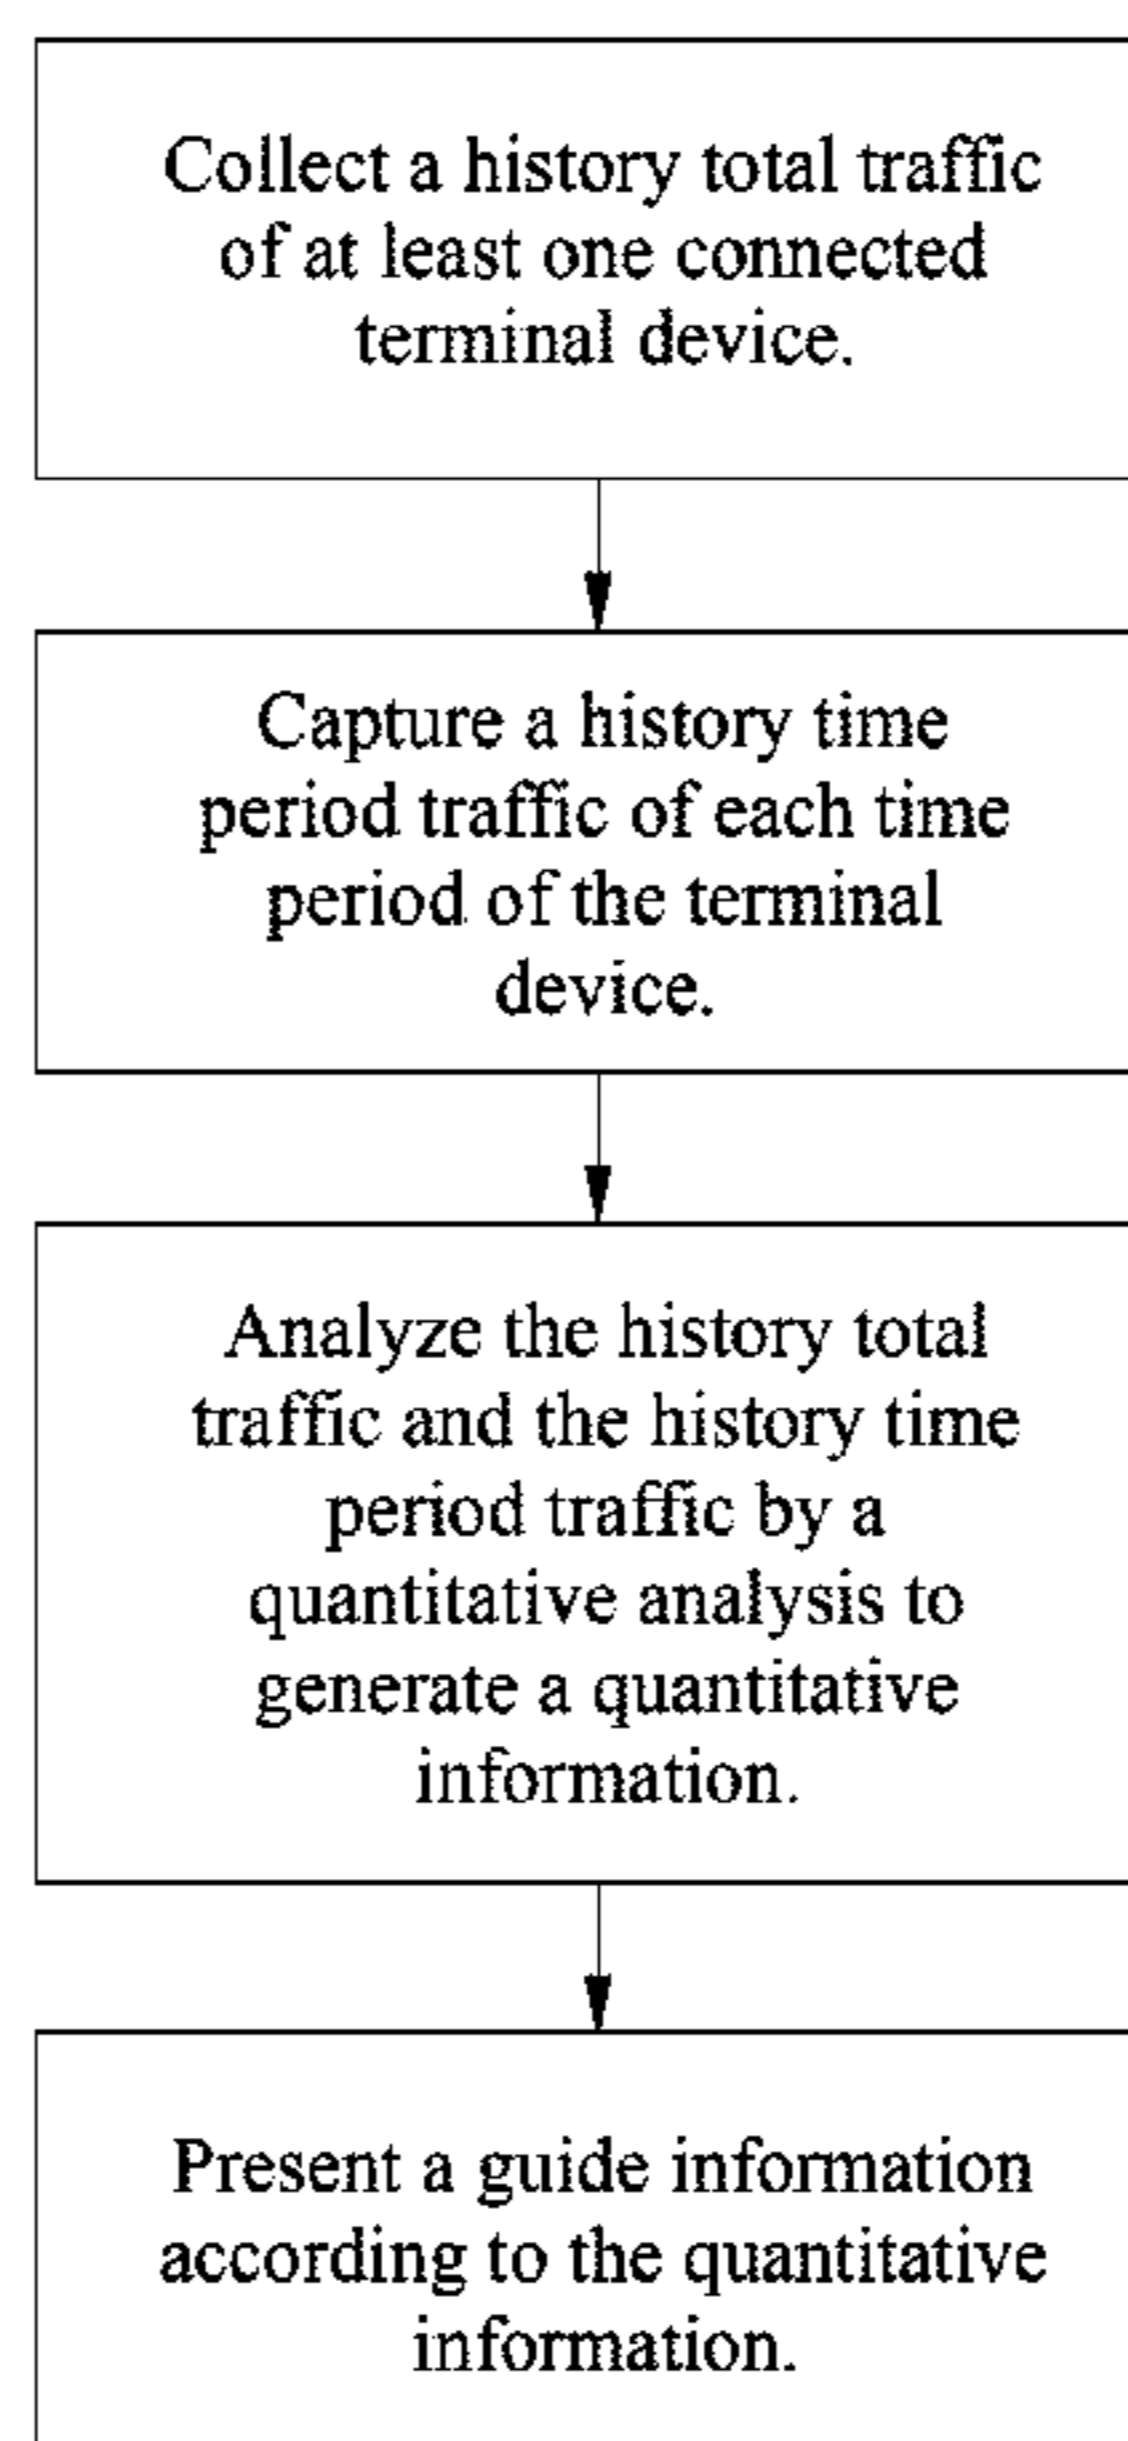 Collect a history total traffic
of at least one connected
terminal device.
Capture a history time
period traffic of each time
period of the terminal
device.
Analyze the history total
traffic and the history time
period traffic by a
quantitative analysis to
generate a quantitative
information.
Present a guide information
according to the quantitative
information.